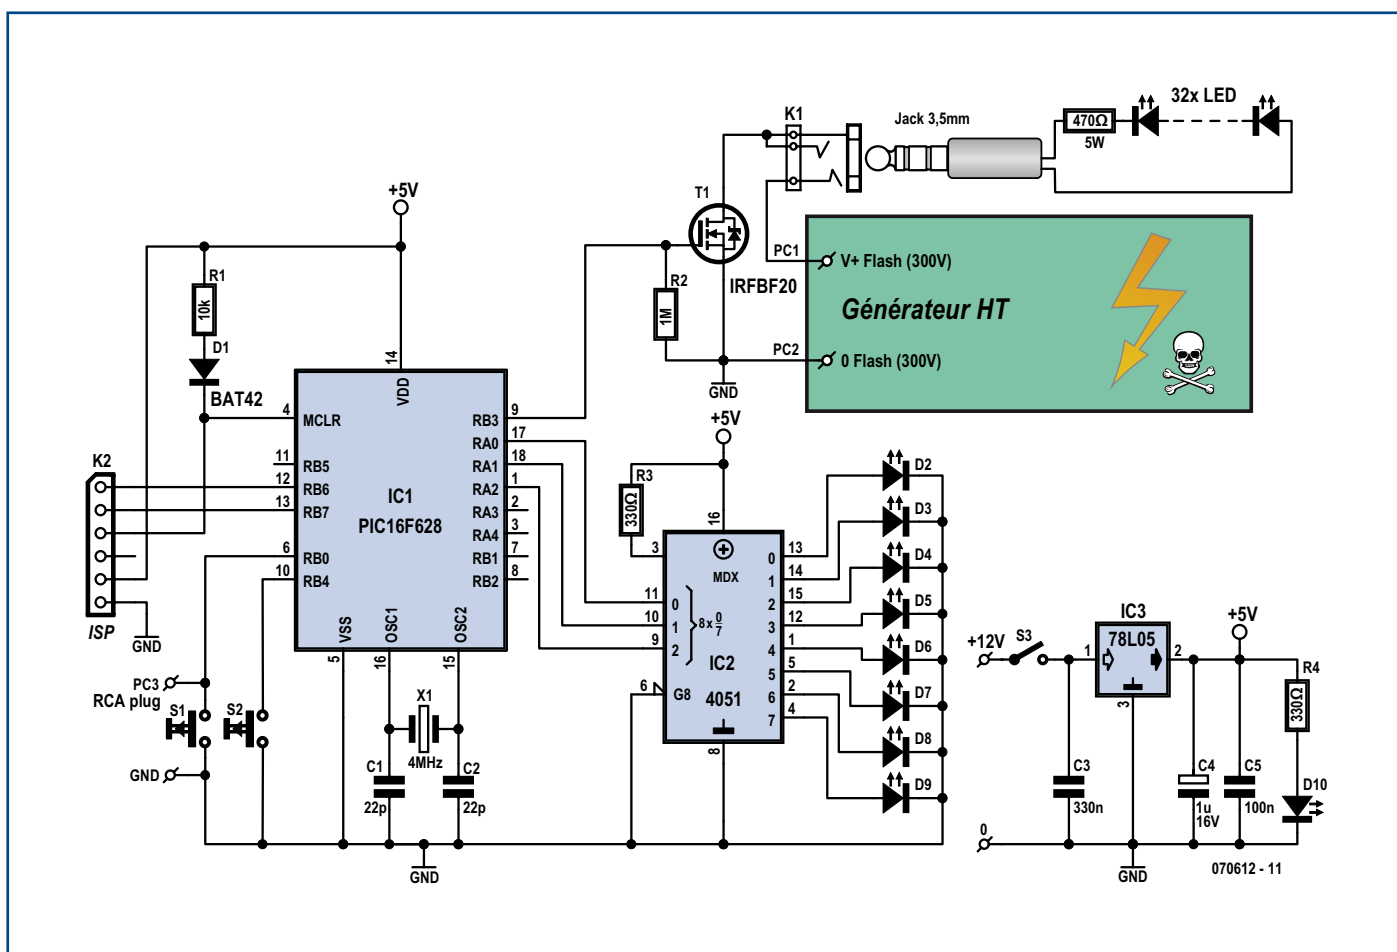 32x LED
K1
Jack 3,5mm
470Ω
5W
+5V
T1
R1
10k
R2
1M
IRFBF20
PC1
V+ Flash (300V)
Générateur HT
PC2
0 Flash (300V)
GND
D1
BAT42
14
VDD
4
MCLR
RB3
9
RA0
17
11
RB5
RA1
18
K2
12
RB6
RA2
1
13
RB7
RA3
2
RA4
3
6
RB0
RB1
7
10
RB4
RB2
8
IC1
PIC16F628
VSS
OSC1
OSC2
5
16
15
ISP
GND
PC3
RCA plug
S1
S2
GND
X1
4MHz
C1
22p
C2
22p
GND
+5V
R3
330Ω
16
3
MDX
11
0
10
1
9
2
8x 0/7
IC2
4051
6
G8
8
0
13
1
14
2
15
3
12
4
1
5
5
6
2
7
4
D2
D3
D4
D5
D6
D7
D8
D9
+12V
S3
IC3
78L05
1
2
3
+5V
R4
330Ω
C3
330n
C4
1u
16V
C5
100n
D10
0
GND
070612 - 11